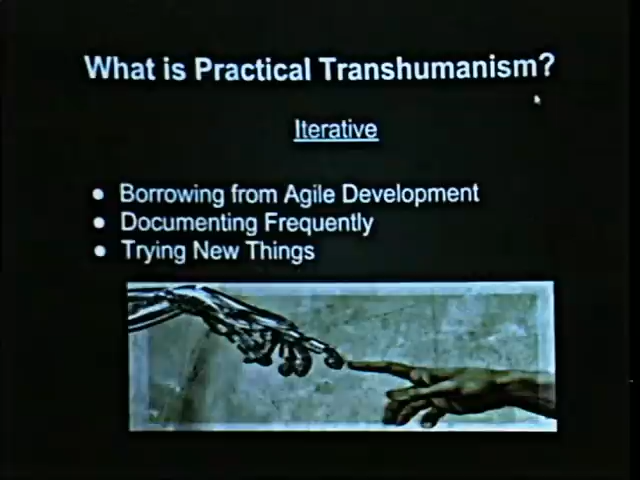 What is Practical Transhumanism?
Iterative
● Borrowing from Agile Development
● Documenting Frequently
● Trying New Things